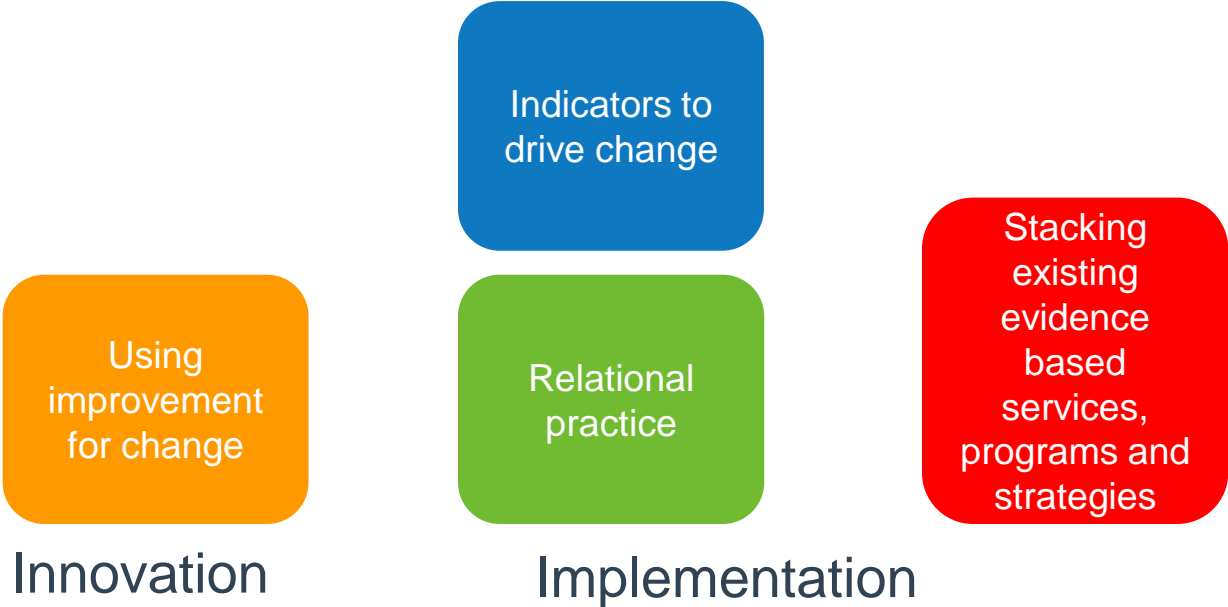 Indicators to
drive change
Using
improvement
for change
Relational
practice
Stacking
existing
evidence
based
services,
programs and
strategies
Innovation
Implementation